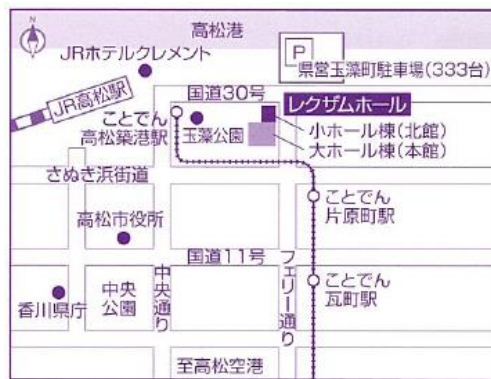 高松港
JRホテルクレメント
P
県営玉藻町駐車場(333台)
JR高松駅
国道30号
レクザムホール
ことでん
高松築港駅
玉藻公園
小ホール棟(北館)
大ホール棟(本館)
さぬき浜街道
ことでん
片原町駅
高松市役所
国道11号
フェリー通り
中央通り
ことでん
瓦町駅
中央
公園
香川県庁
至高松空港